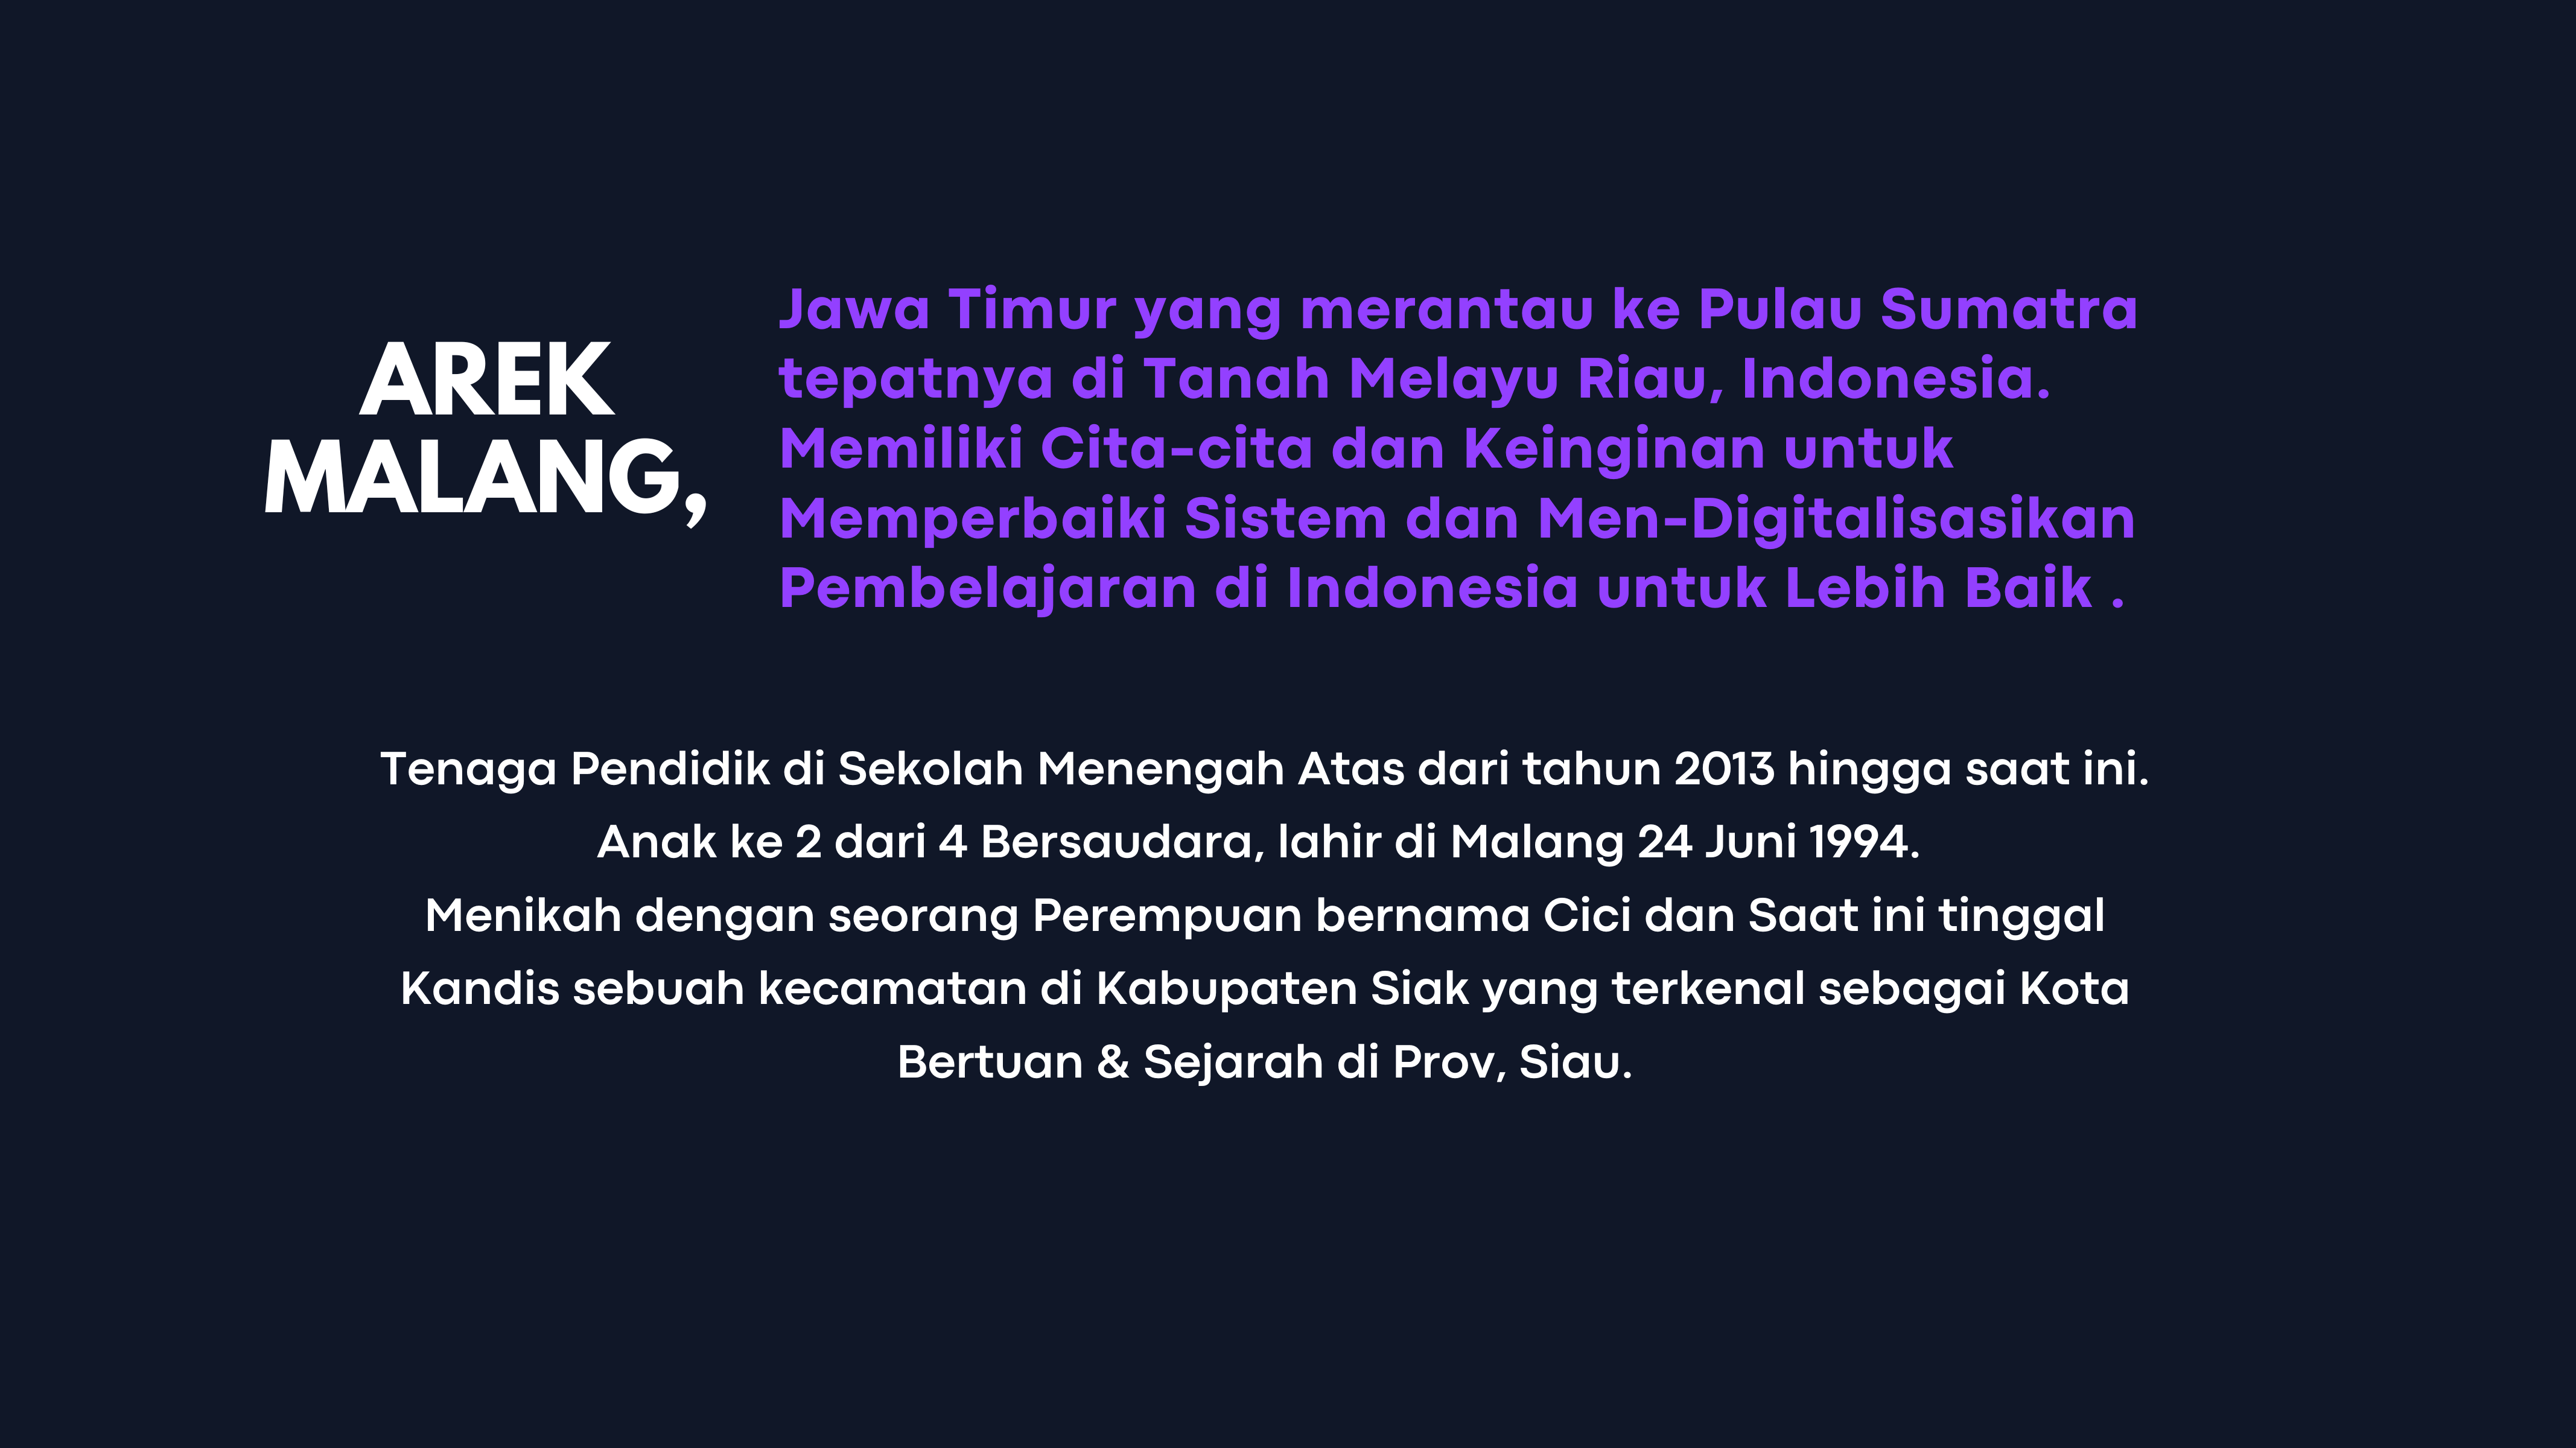 AREK
MALANG,
Jawa Timur yang merantau ke Pulau Sumatra
tepatnya di Tanah Melayu Riau, Indonesia.
Memiliki Cita-cita dan Keinginan untuk
Memperbaiki Sistem dan Men-Digitalisasikan
Pembelajaran di Indonesia untuk Lebih Baik .
Tenaga Pendidik di Sekolah Menengah Atas dari tahun 2013 hingga saat ini.
Anak ke 2 dari 4 Bersaudara, lahir di Malang 24 Juni 1994.
Menikah dengan seorang Perempuan bernama Cici dan Saat ini tinggal
Kandis sebuah kecamatan di Kabupaten Siak yang terkenal sebagai Kota
Bertuan & Sejarah di Prov, Siau.